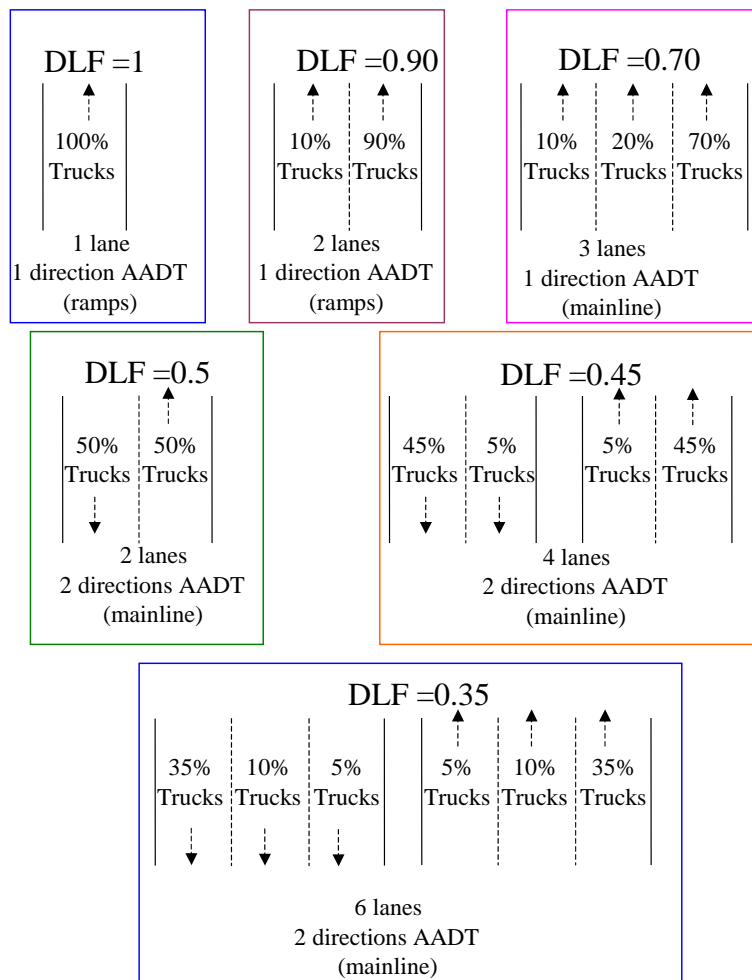 DLF =1
100%
Trucks
1 lane
1 direction AADT
(ramps)
DLF =0.90
10% 90%
Trucks Trucks
2 lanes
1 direction AADT
(ramps)
DLF =0.70
10% 20% 70%
Trucks Trucks Trucks
3 lanes
1 direction AADT
(mainline)
DLF =0.5
50% 50%
Trucks Trucks
2 lanes
2 directions AADT
(mainline)
DLF =0.45
45% 5% 5% 45%
Trucks Trucks Trucks Trucks
4 lanes
2 directions AADT
(mainline)
DLF =0.35
35% 10% 5% 5% 10% 35%
Trucks Trucks Trucks Trucks Trucks Trucks
6 lanes
2 directions AADT
(mainline)